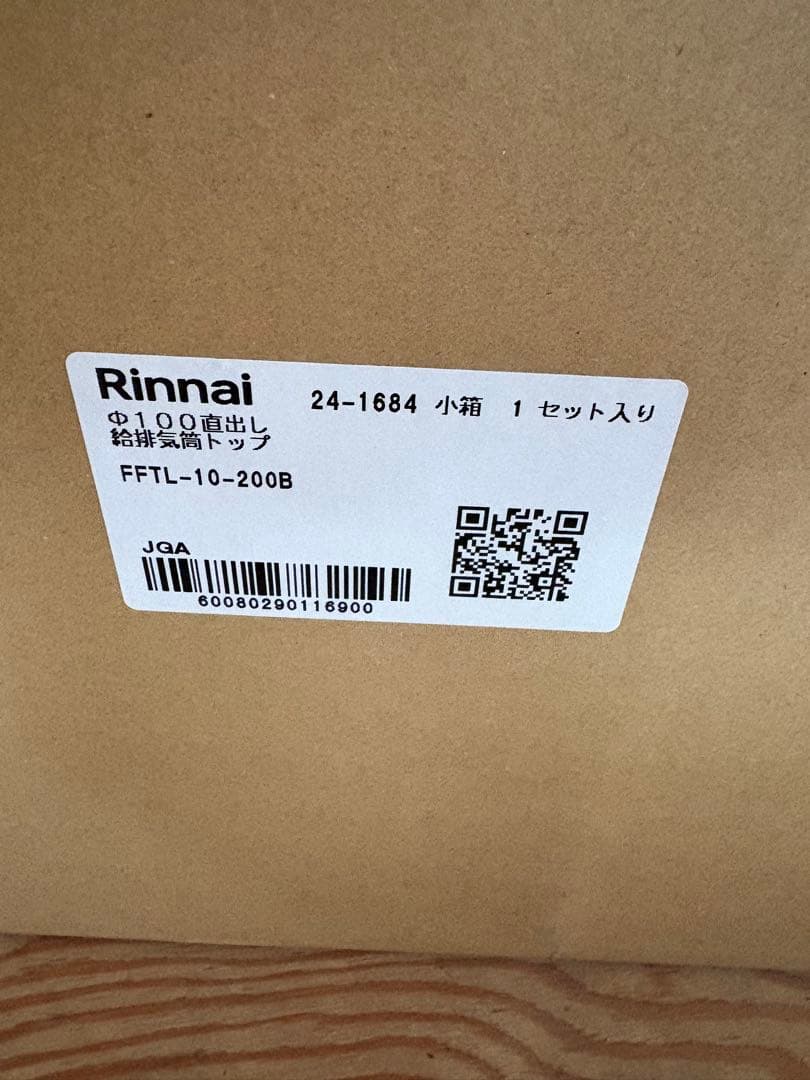 Rinnai
24-1684 小箱 1 セット入り
Φ100直出し
給排気筒トップ
FFTL-10-200B
JGA
60080290116900